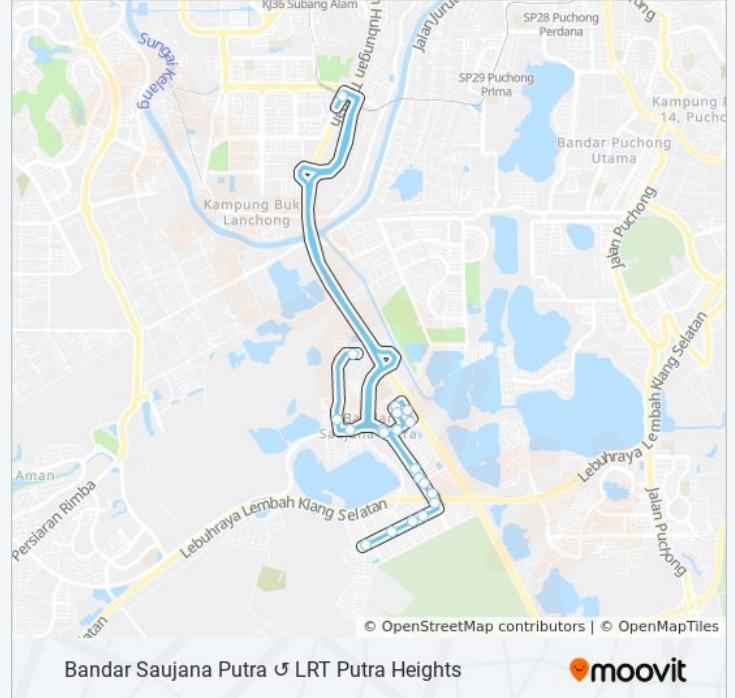 KJ36 Subang Alam
SP28 Puchong
Perdana
Sungai Kelang
SP29 Puchong
Prima
Kampung
14, Pucho
Bandar Puchong
Utama
Kampung Buk
Lanchong
Jalan Puchong
Lebuhraya Lembah Klang Selatan
Aman
Persiaran Rimba
Lebuhraya Lembah Klang Selatan
Jalan Puchong
© OpenStreetMap contributors | © OpenMapTiles
Bandar Saujana Putra ↺ LRT Putra Heights
moovit